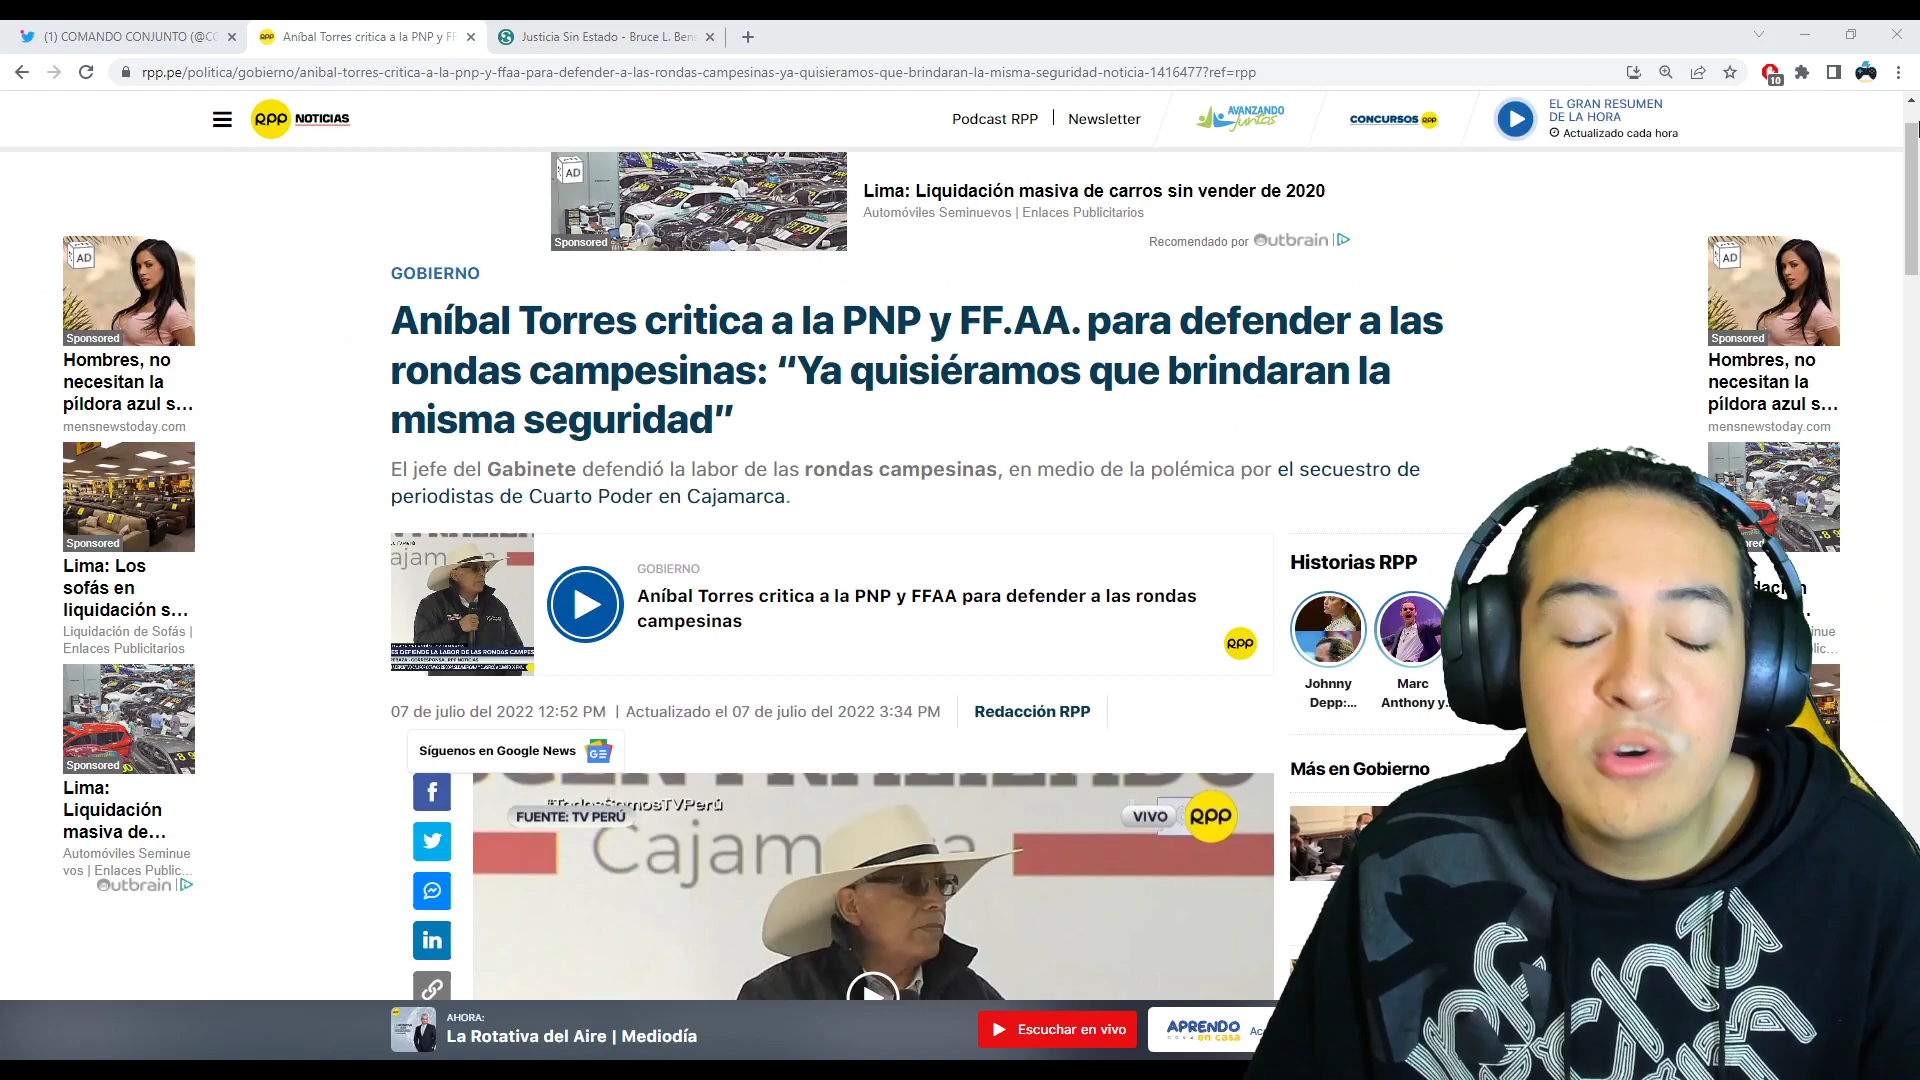 (1) COMANDO CONJUNTO (@CC
Aníbal Torres critica a la PNP y FF
Justicia Sin Estado - Bruce L. Bens
rpp.pe/politica/gobierno/anibal-torres-critica-a-la-pnp-y-ffaa-para-defender-a-las-rondas-campesinas-ya-quisieramos-que-brindaran-la-misma-seguridad-noticia-1416477?ref=rpp
10
RPP NOTICIAS
Podcast RPP
Newsletter
AVANZANDO
juntos
CONCURSOS RPP
EL GRAN RESUMEN
DE LA HORA
Actualizado cada hora
AD
Sponsored
Lima: Liquidación masiva de carros sin vender de 2020
Automóviles Seminuevos | Enlaces Publicitarios
Recomendado por Outbrain
AD
Sponsored
Hombres, no
necesitan la
píldora azul s...
mensnewstoday.com
Sponsored
Lima: Los
sofás en
liquidación s...
Liquidación de Sofás |
Enlaces Publicitarios
Sponsored
Lima:
Liquidación
masiva de...
Automóviles Seminue
vos | Enlaces Public...
Outbrain
GOBIERNO
Aníbal Torres critica a la PNP y FF.AA. para defender a las
rondas campesinas: “Ya quisiéramos que brindaran la
misma seguridad”
El jefe del Gabinete defendió la labor de las rondas campesinas, en medio de la polémica por el secuestro de
periodistas de Cuarto Poder en Cajamarca.
GOBIERNO
Aníbal Torres critica a la PNP y FFAA para defender a las rondas
campesinas
RPP
07 de julio del 2022 12:52 PM | Actualizado el 07 de julio del 2022 3:34 PM
Redacción RPP
Síguenos en Google News
#TodosSomosTVPerú
FUENTE: TV PERÚ
VIVO
RPP
Cajam
Historias RPP
Johnny
Depp:...
Marc
Anthony y...
Más en Gobierno
AD
Sponsored
Hombres, no
necesitan la
píldora azul s...
mensnewstoday.com
AHORA:
La Rotativa del Aire | Mediodía
Escuchar en vivo
APRENDO
en casa